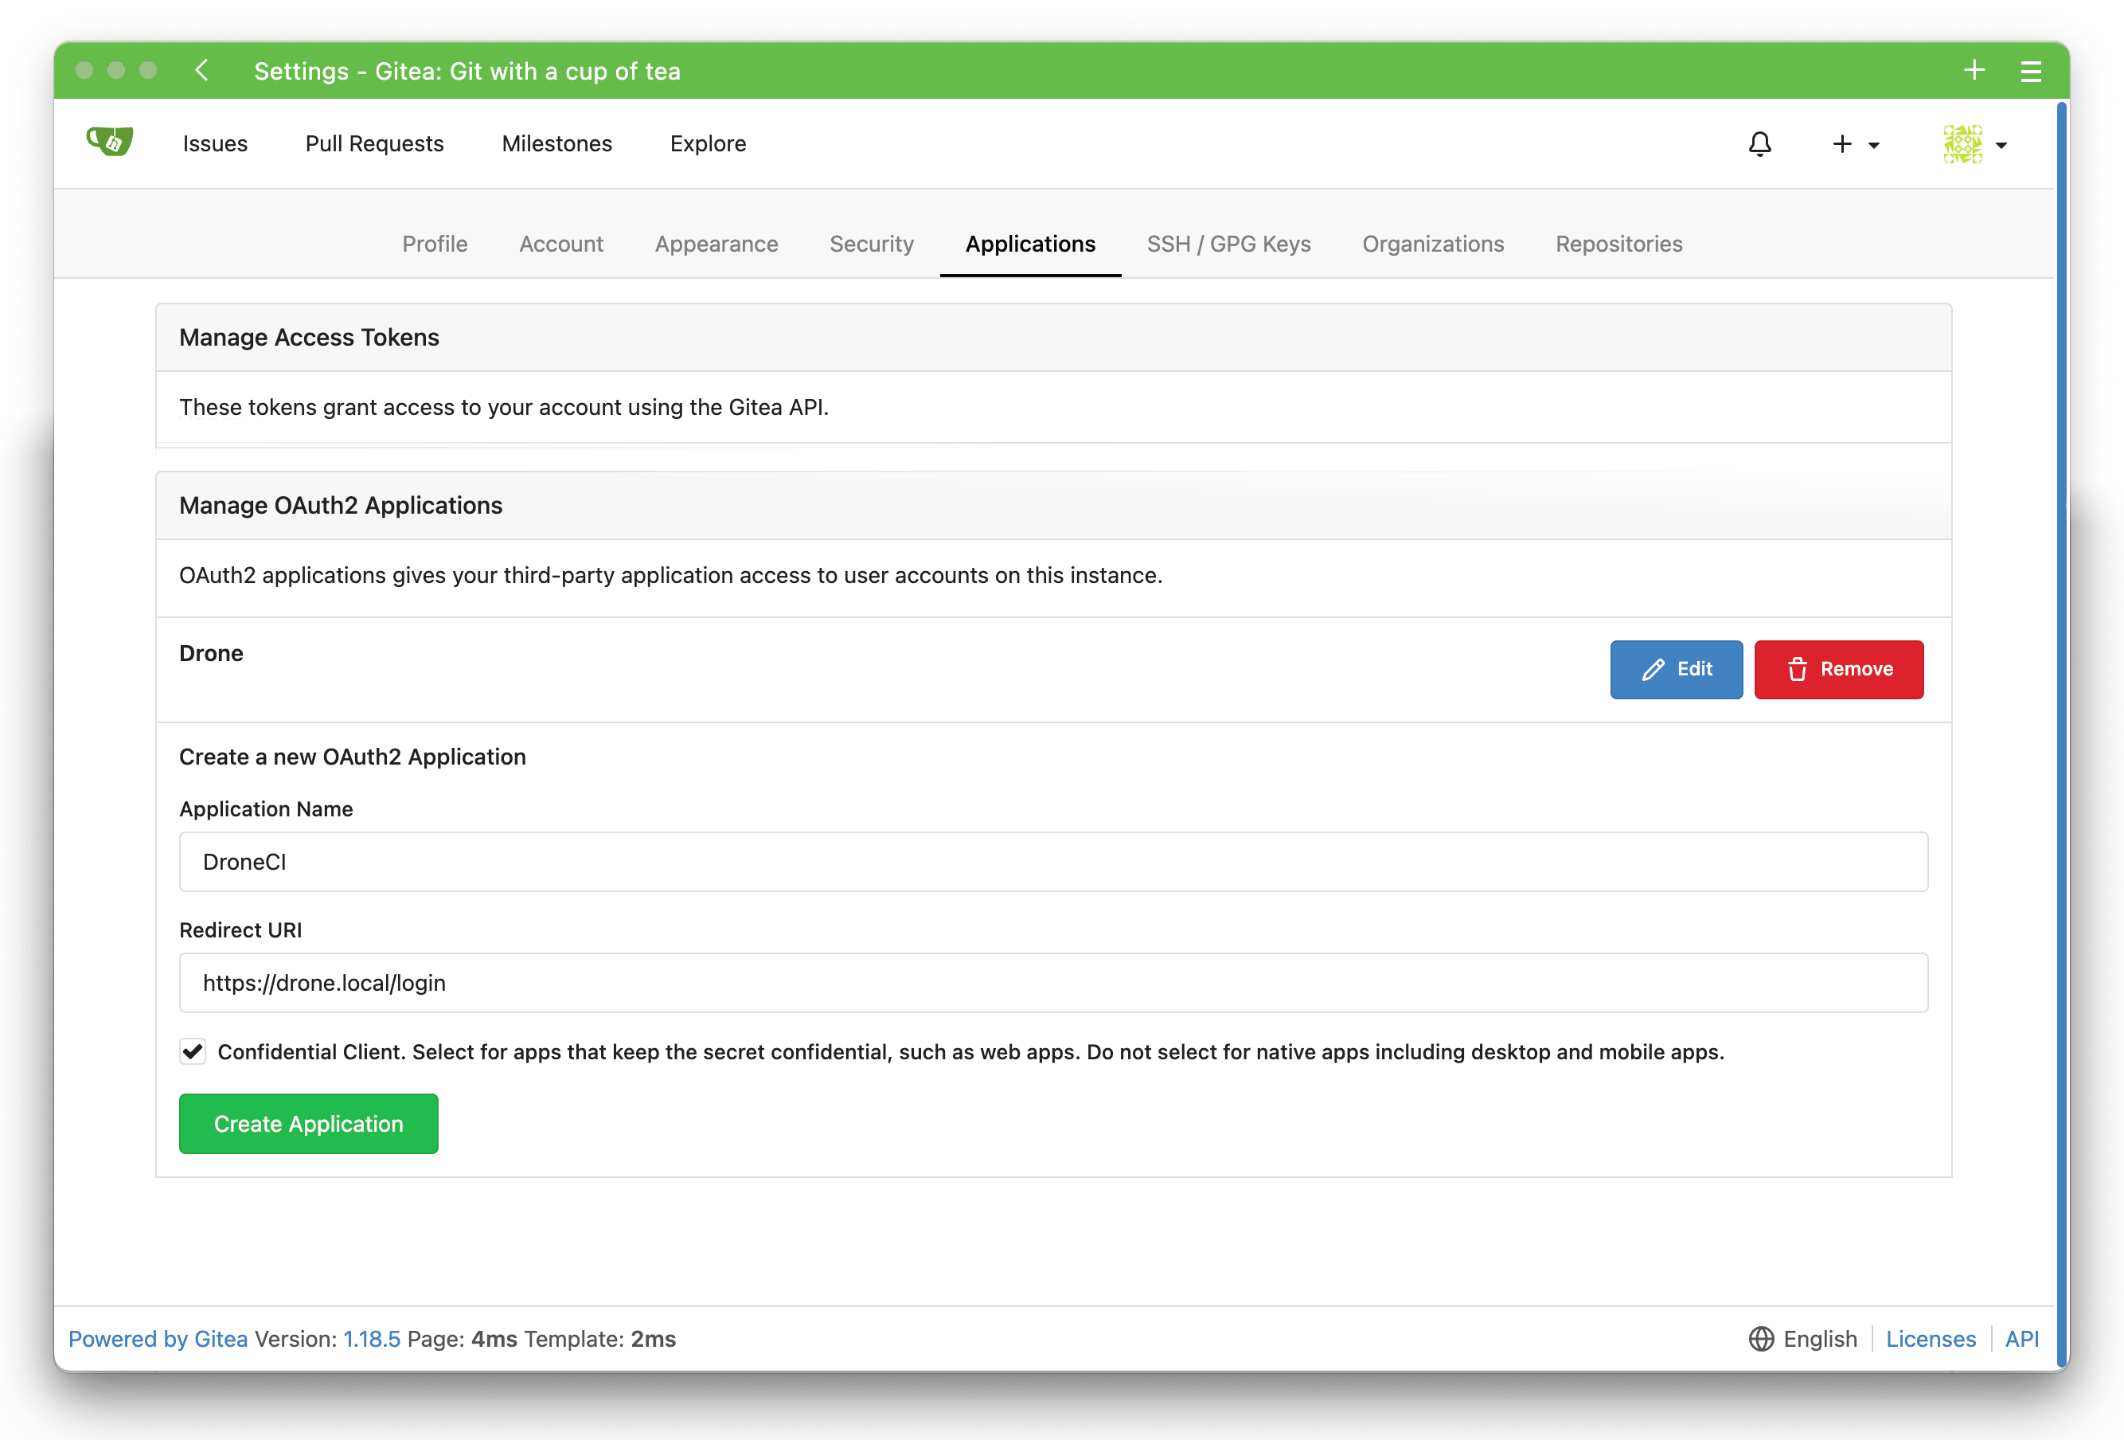 Settings - Gitea: Git with a cup of tea
Issues Pull Requests Milestones Explore
Profile Account Appearance Security Applications SSH / GPG Keys Organizations Repositories
Manage Access Tokens
These tokens grant access to your account using the Gitea API.
Manage OAuth2 Applications
OAuth2 applications gives your third-party application access to user accounts on this instance.
Drone
Edit Remove
Create a new OAuth2 Application
Application Name
DroneCI
Redirect URI
https://drone.local/login
Confidential Client. Select for apps that keep the secret confidential, such as web apps. Do not select for native apps including desktop and mobile apps.
Create Application
Powered by Gitea Version: 1.18.5 Page: 4ms Template: 2ms English Licenses API